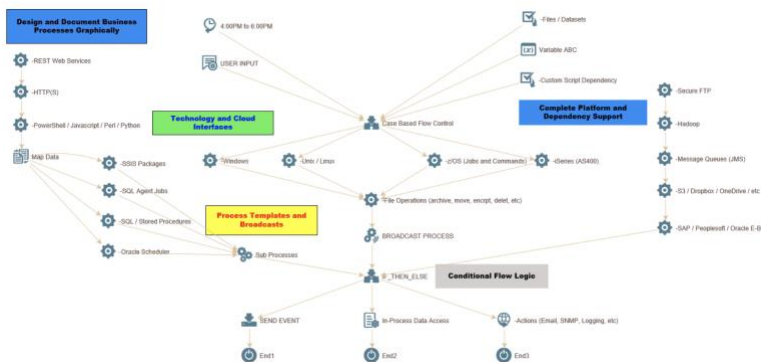 Design and Document Business
Processes Graphically
4:00PM to 6:00PM
-Files / Datasets
USER INPUT
Variable ABC
-REST Web Services
-Custom Script Dependency
-HTTP(S)
-Secure FTP
Technology and Cloud
Interfaces
Complete Platform and
Dependency Support
-PowerShell / Javascript / Perl / Python
Case Based Flow Control
-Hadoop
Map Data
-SSIS Packages
-Windows
-Unix / Linux
-z/OS (Jobs and Commands)
-iSeries (AS400)
-Message Queues (JMS)
-SQL Agent Jobs
-File Operations (archive, move, encript, delet, etc)
-S3 / Dropbox / OneDrive / etc
Process Templates and
Broadcasts
-SQL / Stored Procedures
BROADCAST PROCESS
-SAP / Peoplesoft / Oracle E-B
-Oracle Scheduler
Sub Processes
IF_THEN_ELSE
Conditional Flow Logic
SEND EVENT
In-Process Data Access
-Actions (Email, SNMP, Logging, etc)
End1
End2
End3